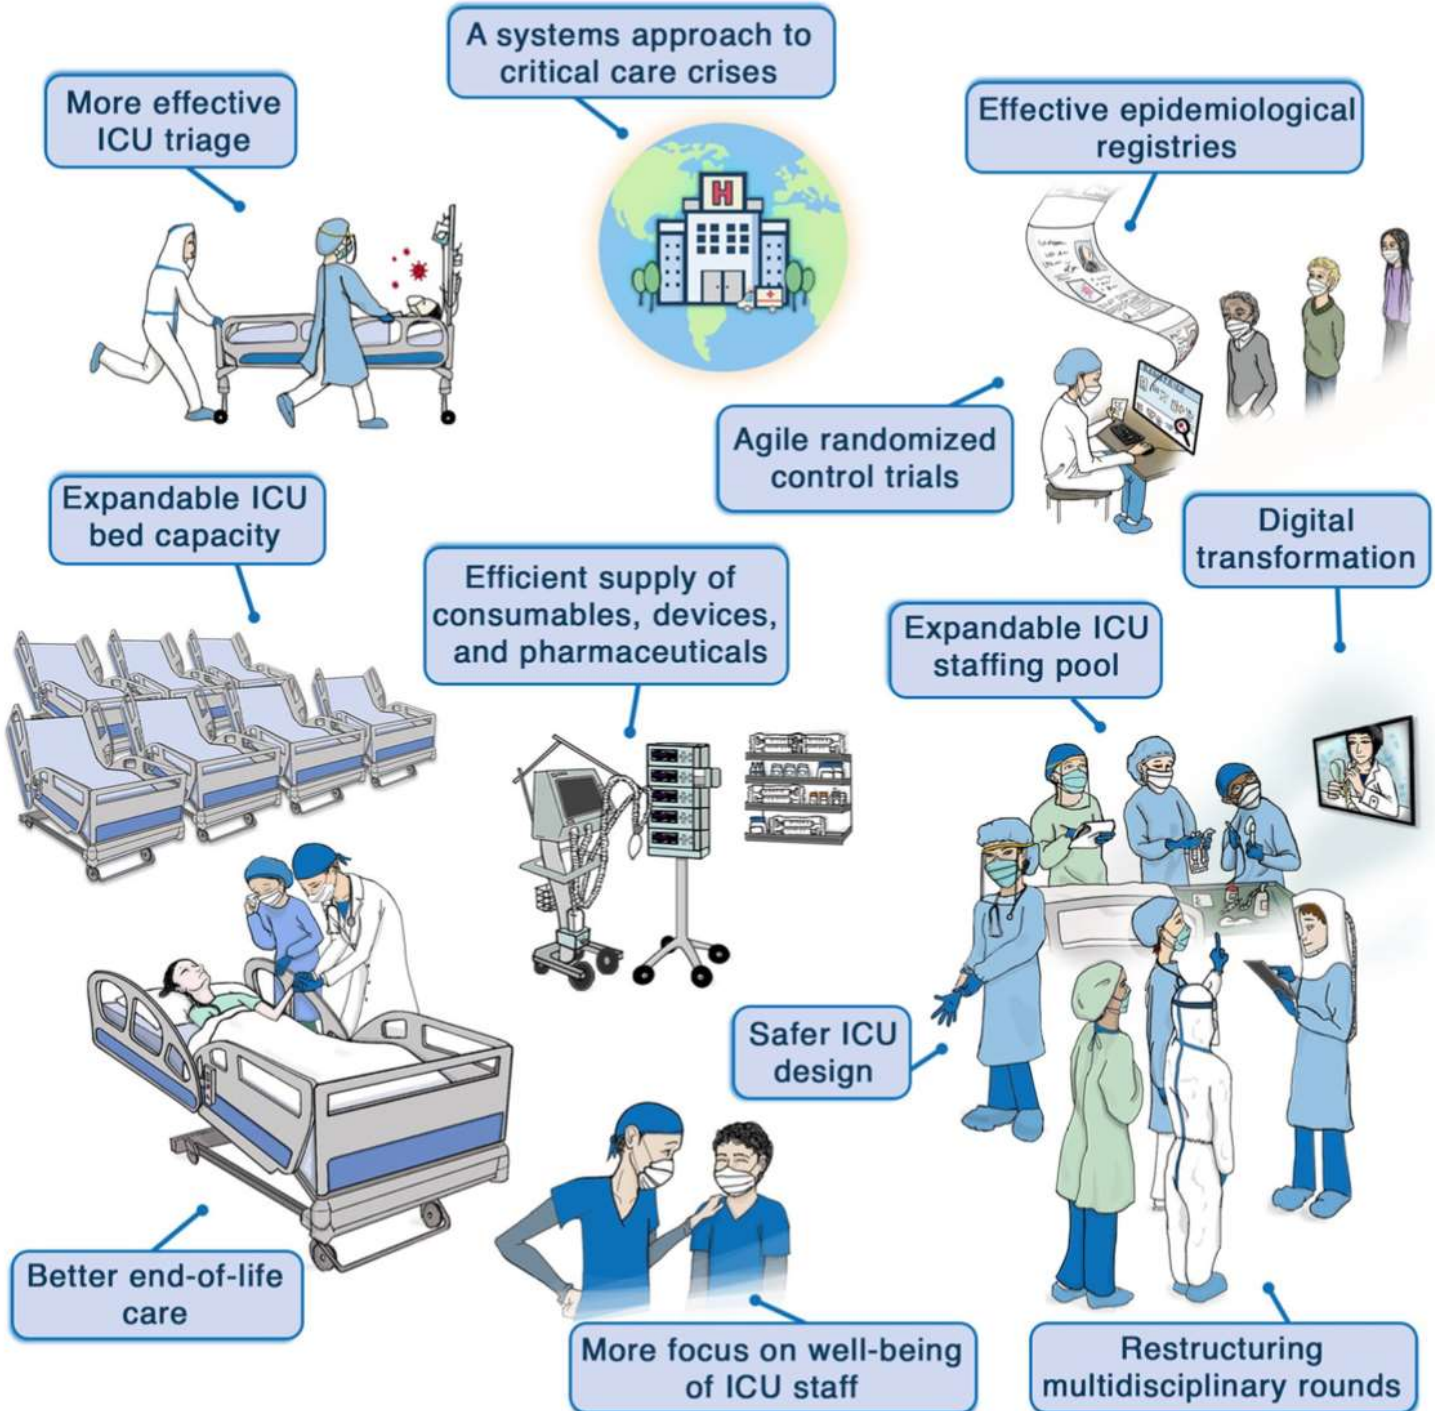 A systems approach to
critical care crises
More effective
ICU triage
Effective epidemiological
registries
H
Agile randomized
control trials
Expandable ICU
bed capacity
Digital
transformation
Efficient supply of
consumables, devices,
and pharmaceuticals
Expandable ICU
staffing pool
Safer ICU
design
Better end-of-life
care
More focus on well-being
of ICU staff
Restructuring
multidisciplinary rounds